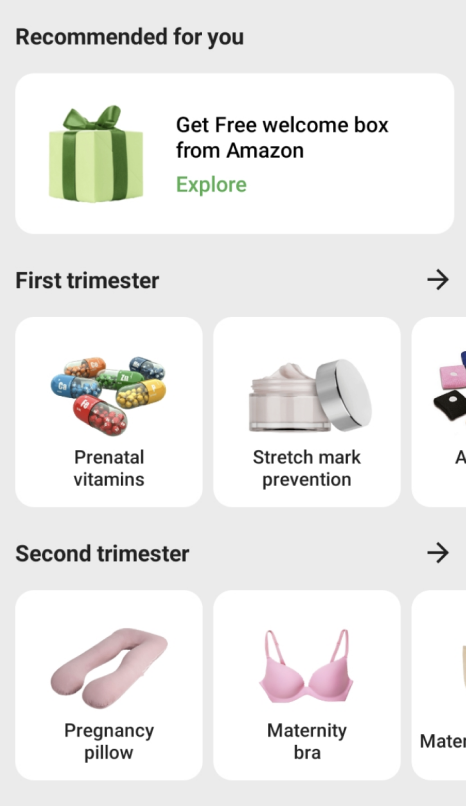 Recommended for you
Get Free welcome box
from Amazon
Explore
First trimester
Prenatal
vitamins
Stretch mark
prevention
A
Second trimester
Pregnancy
pillow
Maternity
bra
Mater